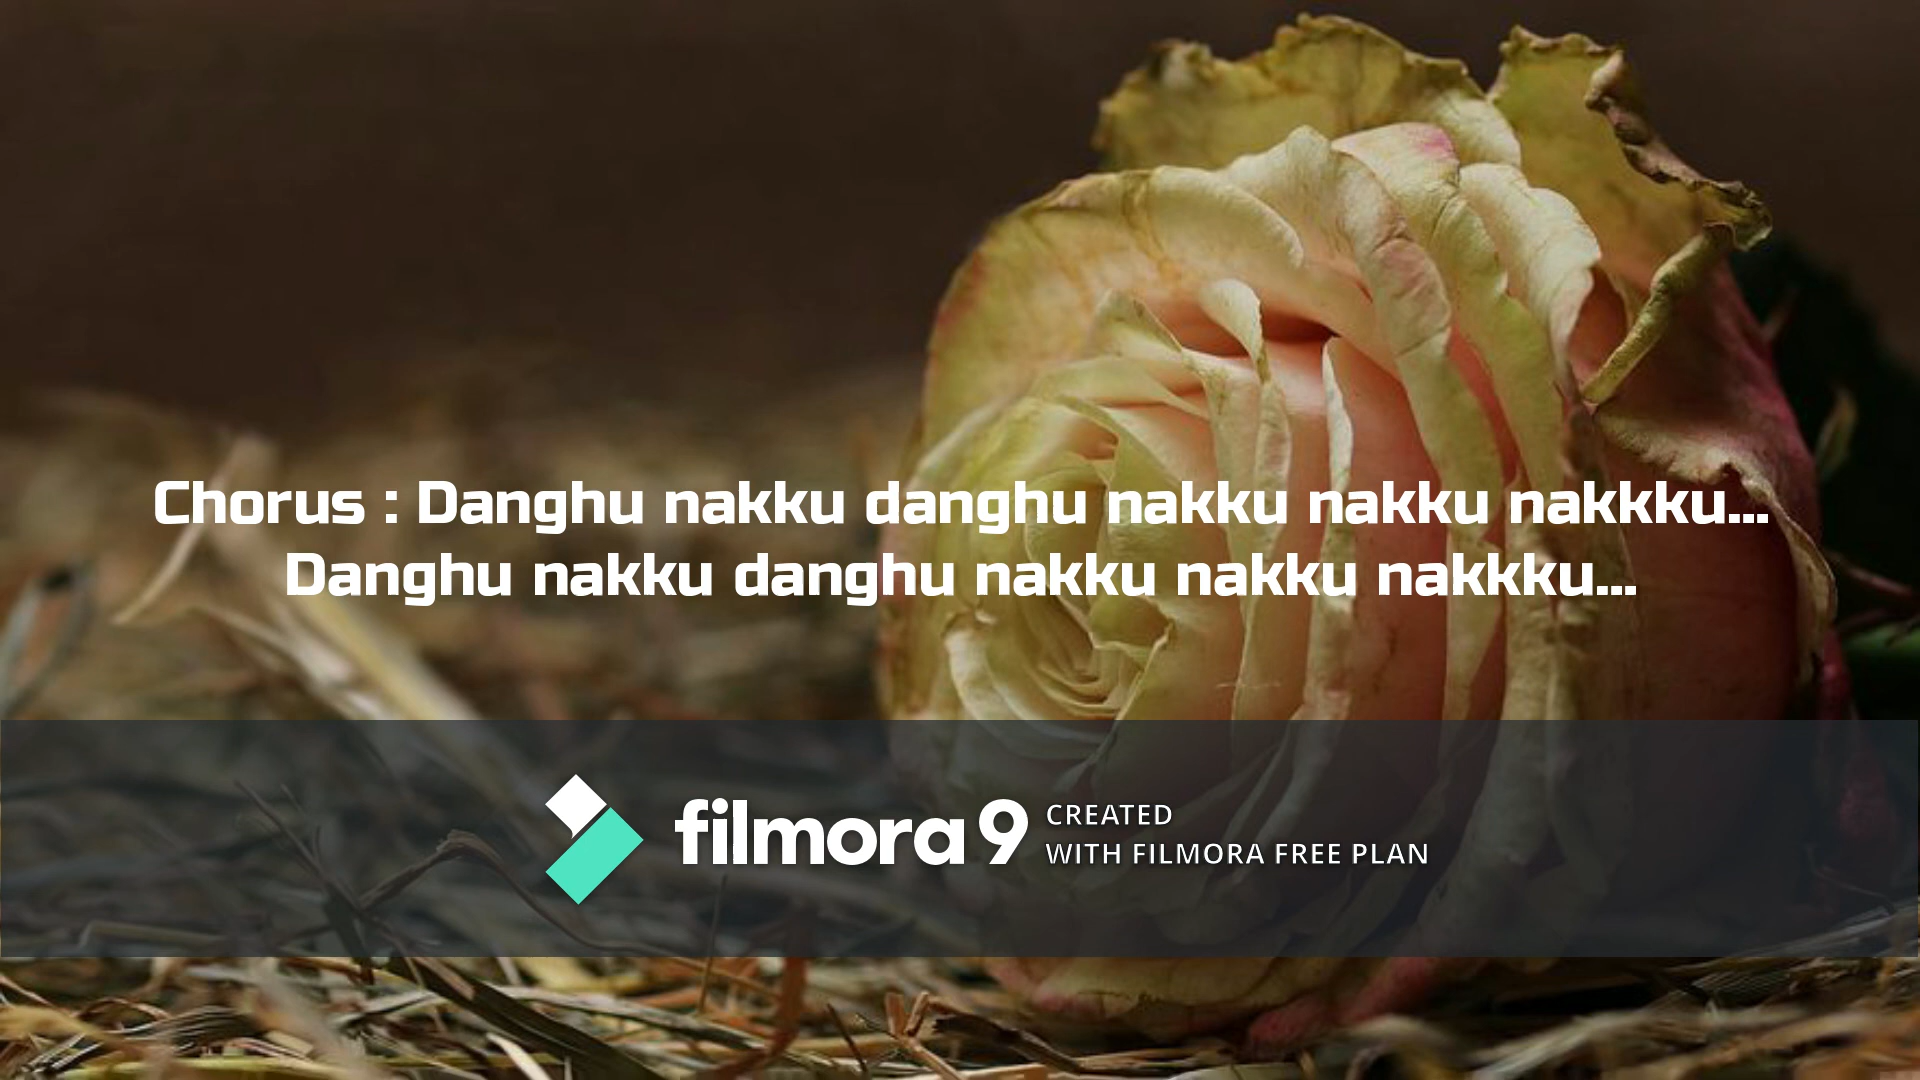 Chorus : Danghu nakku danghu nakku nakku nakkku...
Danghu nakku danghu nakku nakku nakkku...
filmora 9 CREATED
WITH FILMORA FREE PLAN